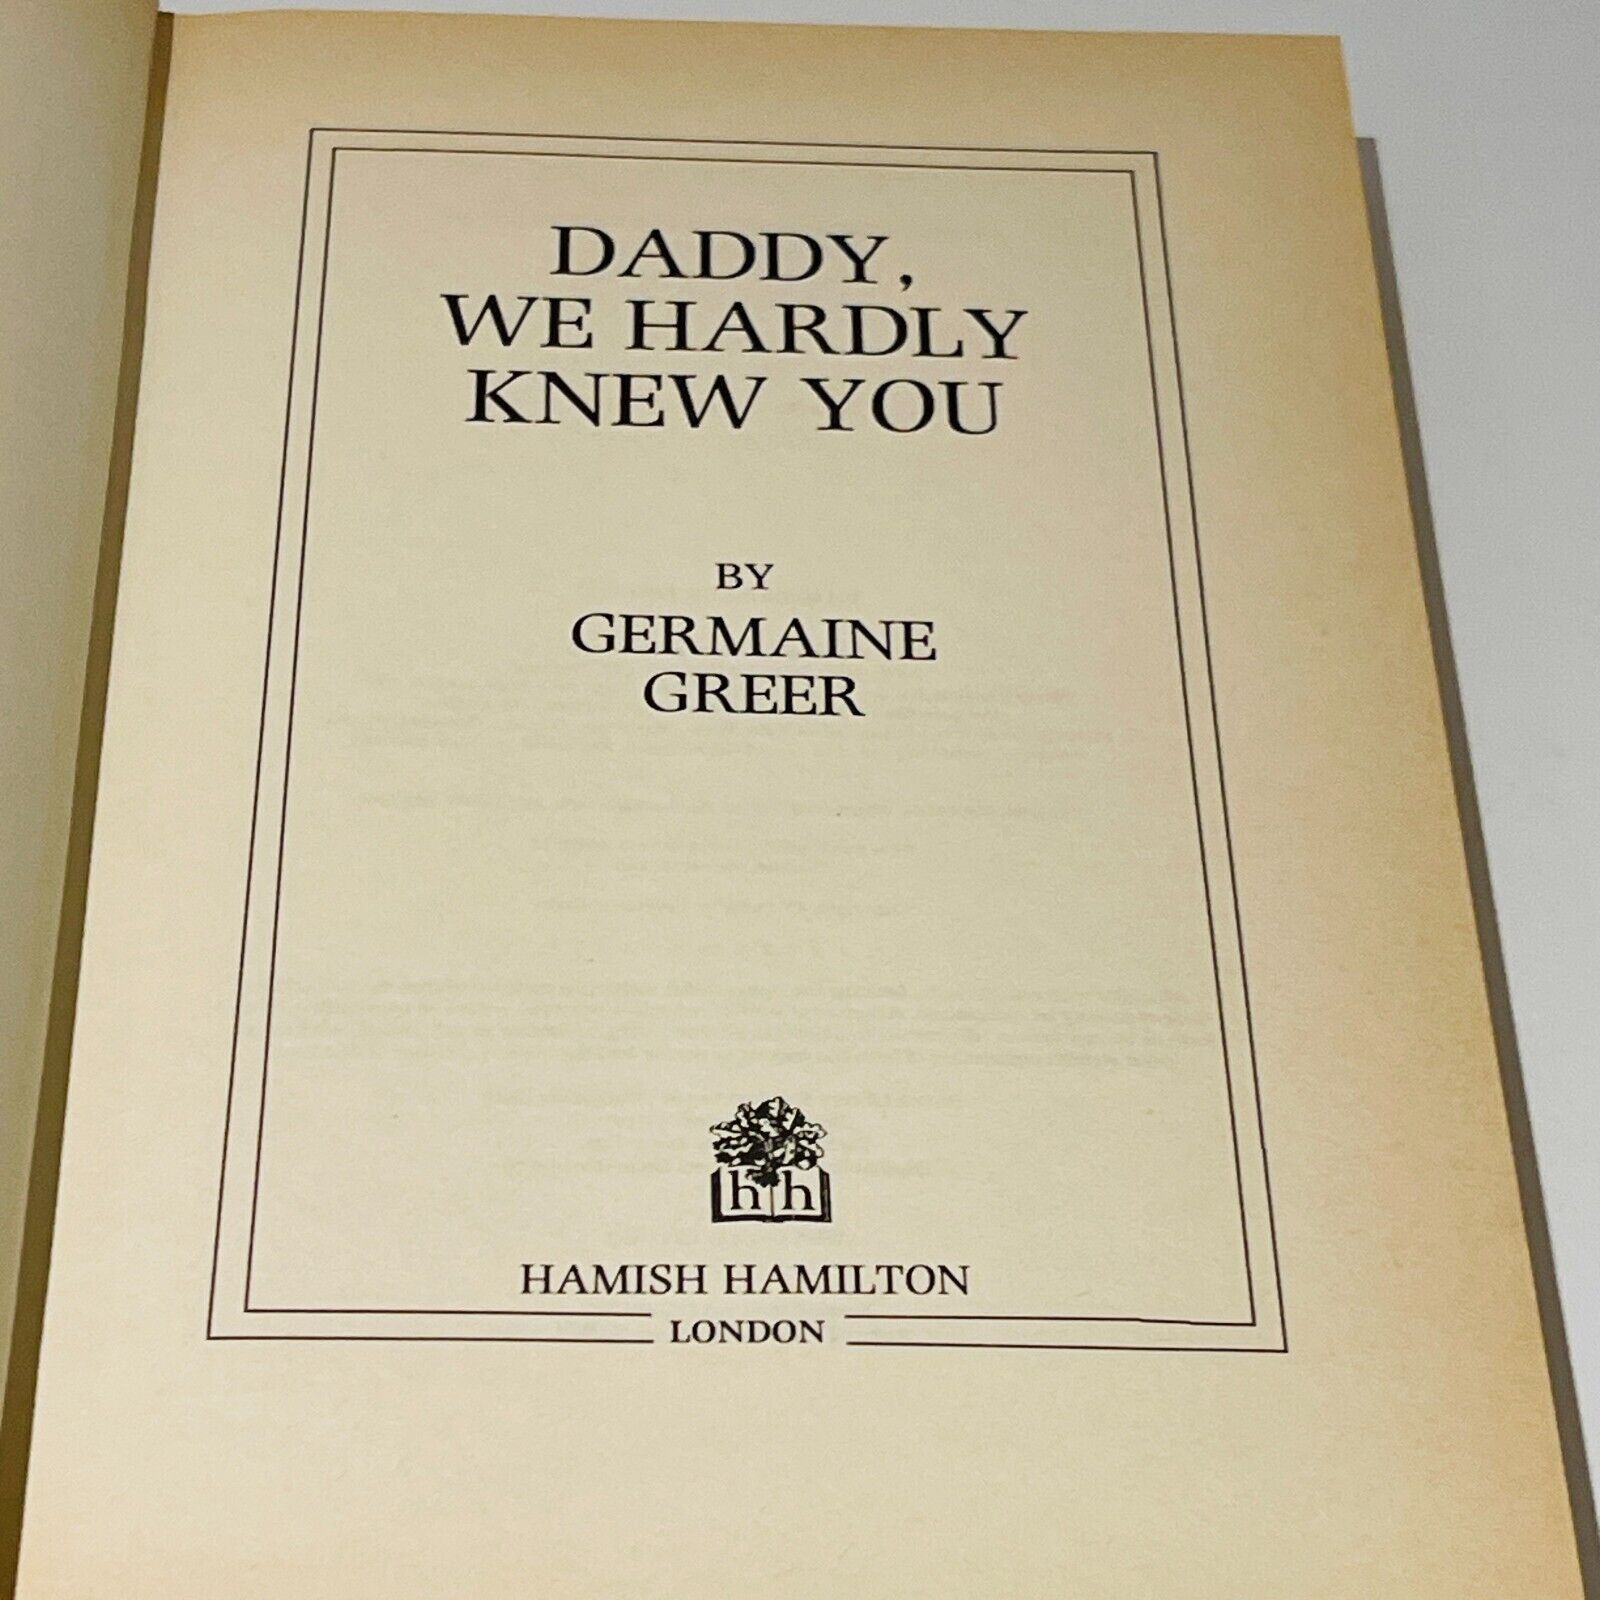 DADDY,
WE HARDLY
KNEW YOU
BY
GERMAINE
GREER
h h
HAMISH HAMILTON
LONDON